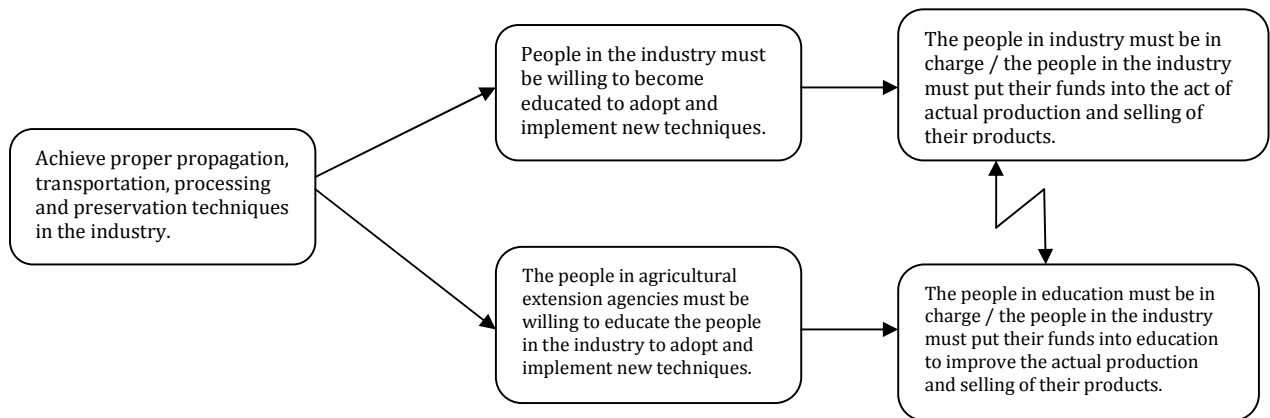 People in the industry must
be willing to become
educated to adopt and
implement new techniques.
The people in industry must be in
charge / the people in the industry
must put their funds into the act of
actual production and selling of
their products.
Achieve proper propagation,
transportation, processing
and preservation techniques
in the industry.
The people in agricultural
extension agencies must be
willing to educate the people
in the industry to adopt and
implement new techniques.
The people in education must be in
charge / the people in the industry
must put their funds into education
to improve the actual production
and selling of their products.